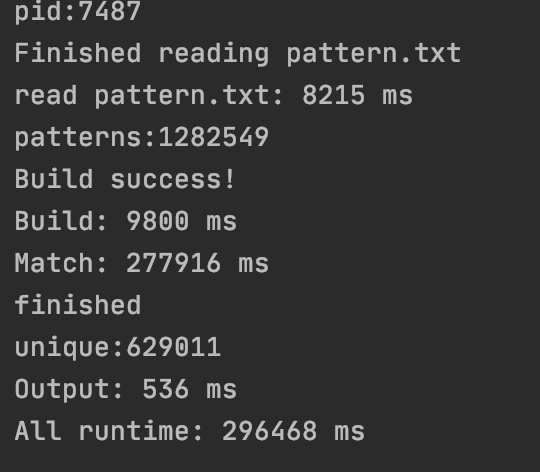 pid:7487
Finished reading pattern.txt
read pattern.txt: 8215 ms
patterns:1282549
Build success!
Build: 9800 ms
Match: 277916 ms
finished
unique:629011
Output: 536 ms
All runtime: 296468 ms